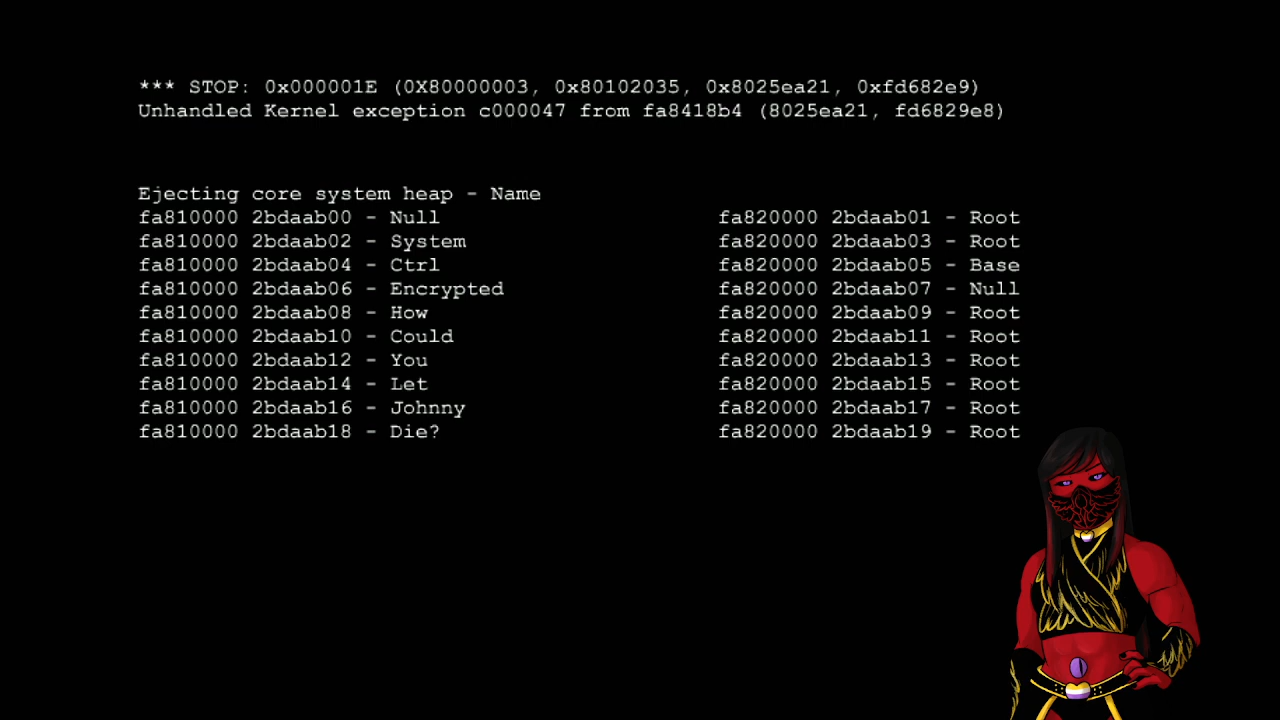 *** STOP: 0x000001E (0X80000003, 0x80102035, 0x8025ea21, 0xfd682e9)
Unhandled Kernel exception c000047 from fa8418b4 (8025ea21, fd6829e8)
Ejecting core system heap - Name
fa810000 2bdaab00 - Null fa820000 2bdaab01 - Root
fa810000 2bdaab02 - System fa820000 2bdaab03 - Root
fa810000 2bdaab04 - Ctrl fa820000 2bdaab05 - Base
fa810000 2bdaab06 - Encrypted fa820000 2bdaab07 - Null
fa810000 2bdaab08 - How fa820000 2bdaab09 - Root
fa810000 2bdaab10 - Could fa820000 2bdaab11 - Root
fa810000 2bdaab12 - You fa820000 2bdaab13 - Root
fa810000 2bdaab14 - Let fa820000 2bdaab15 - Root
fa810000 2bdaab16 - Johnny fa820000 2bdaab17 - Root
fa810000 2bdaab18 - Die? fa820000 2bdaab19 - Root